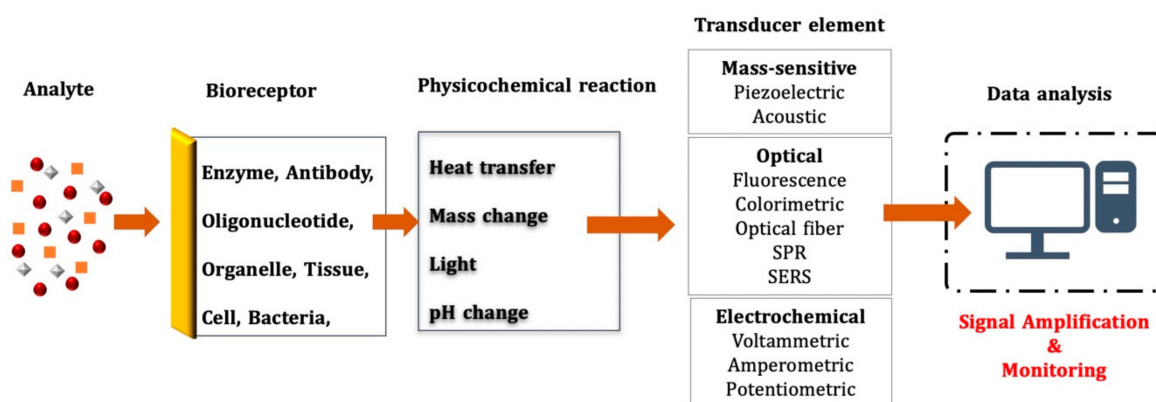 Analyte
Bioreceptor
Enzyme, Antibody,
Oligonucleotide,
Organelle, Tissue,
Cell, Bacteria,
Physicochemical reaction
Heat transfer
Mass change
Light
pH change
Transducer element
Mass-sensitive
Piezoelectric
Acoustic
Optical
Fluorescence
Colorimetric
Optical fiber
SPR
SERS
Electrochemical
Voltammetric
Amperometric
Potentiometric
Data analysis
Signal Amplification
&
Monitoring